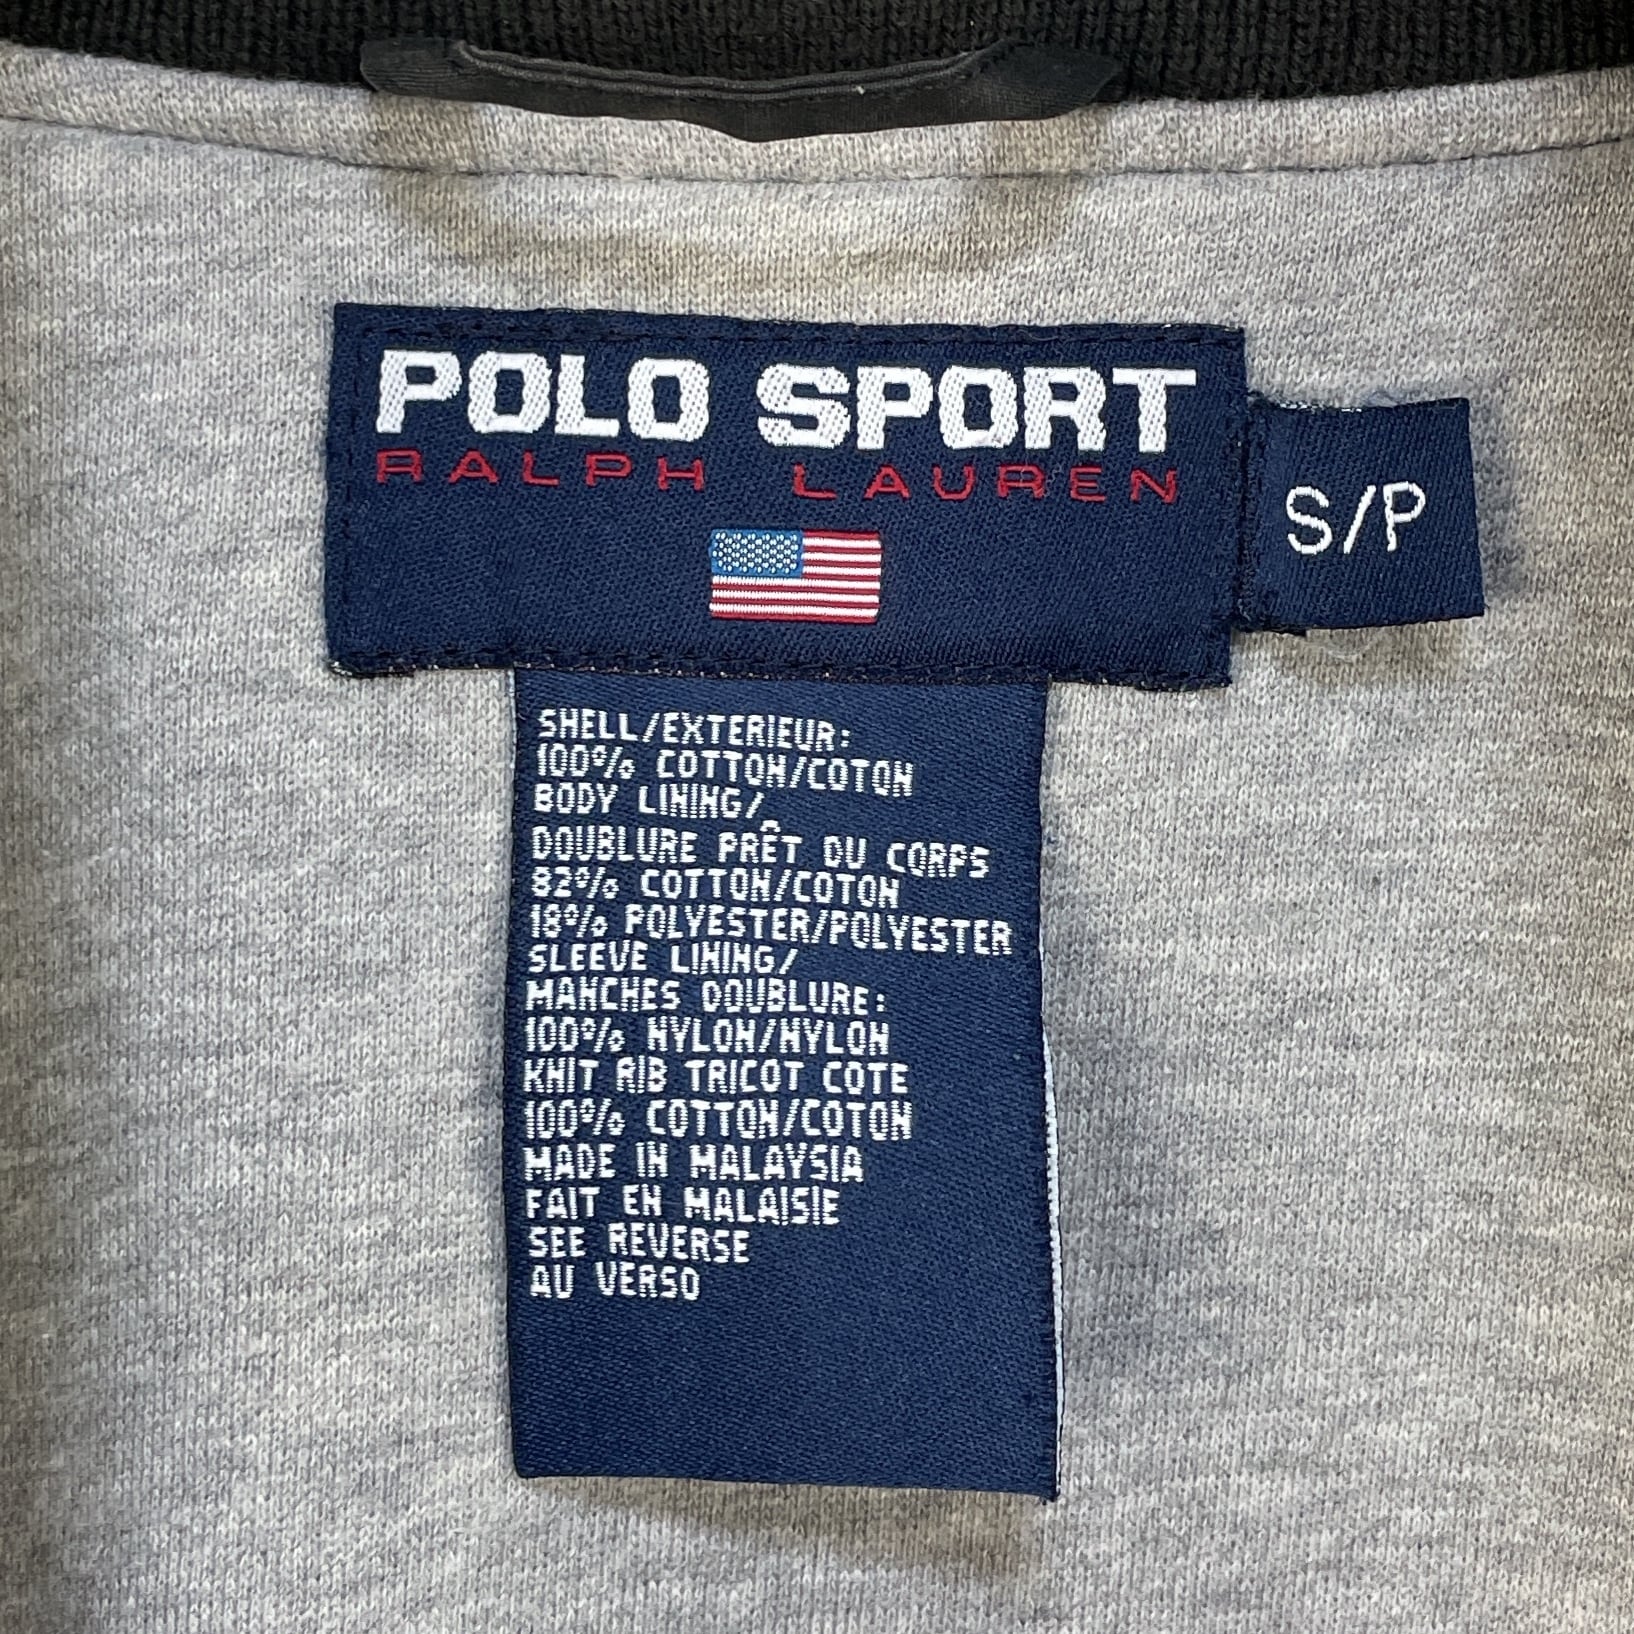 POLO SPORT
RALPH LAUREN
S/P
SHELL/EXTERIEUR:
100% COTTON/COTON
BODY LINING/
DOUBLURE PRÊT DU CORPS
82% COTTON/COTON
18% POLYESTER/POLYESTER
SLEEVE LINING/
MANCHES DOUBLURE:
100% NYLON/NYLON
KNIT RIB TRICOT COTE
100% COTTON/COTON
MADE IN MALAYSIA
FAIT EN MALAISIE
SEE REVERSE
AU VERSO